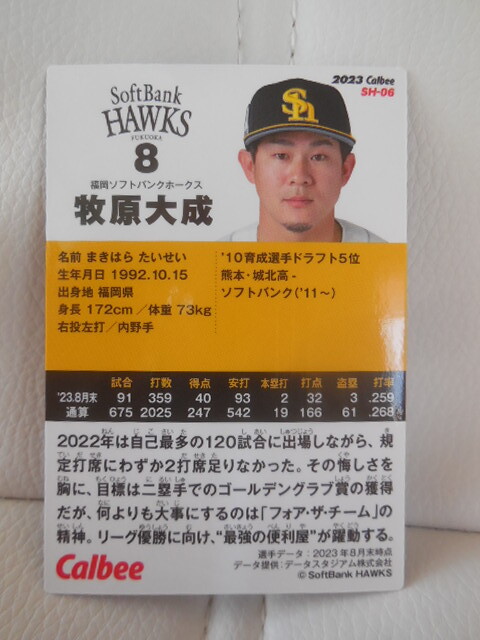 2023 Calbee
SH-06
SoftBank
HAWKS
FUKUOKA
8
福岡ソフトバンクホークス
牧原大成
名前 まきはら たいせい
生年月日 1992.10.15
出身地 福岡県
身長 172cm/体重 73kg
右投左打/内野手
'10育成選手ドラフト5位
熊本・城北高-
ソフトバンク('11~)
試合 打数 得点 安打 本塁打 打点 盗塁 打率
'23.8月末 91 359 40 93 2 32 3 .259
通算 675 2025 247 542 19 166 61 .268
2022年は自己最多の120試合に出場しながら、規
定打席にわずか2打席足りなかった。その悔しさを
胸に、目標は二塁手でのゴールデングラブ賞の獲得
だが、何よりも大事にするのは「フォア・ザ・チーム」の
精神。リーグ優勝に向け、“最強の便利屋”が躍動する。
選手データ:2023年8月末時点
データ提供:データスタジアム株式会社
© SoftBank HAWKS
Calbee